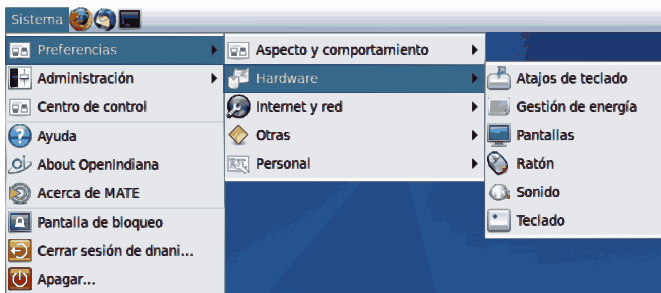 Sistema
Preferencias
Administración
Centro de control
Ayuda
About OpenIndiana
Acerca de MATE
Pantalla de bloqueo
Cerrar sesión de dnani...
Apagar...
Aspecto y comportamiento
Hardware
Internet y red
Otras
Personal
Atajos de teclado
Gestión de energía
Pantallas
Ratón
Sonido
Teclado